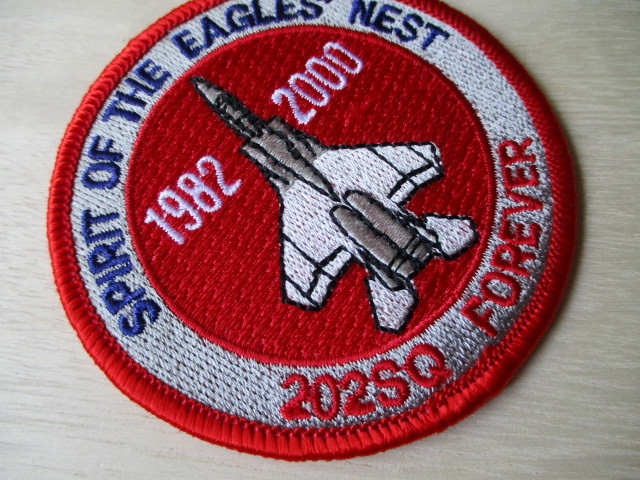 SPIRIT OF THE EAGLES' NEST
1982
2000
202SQ FOREVER